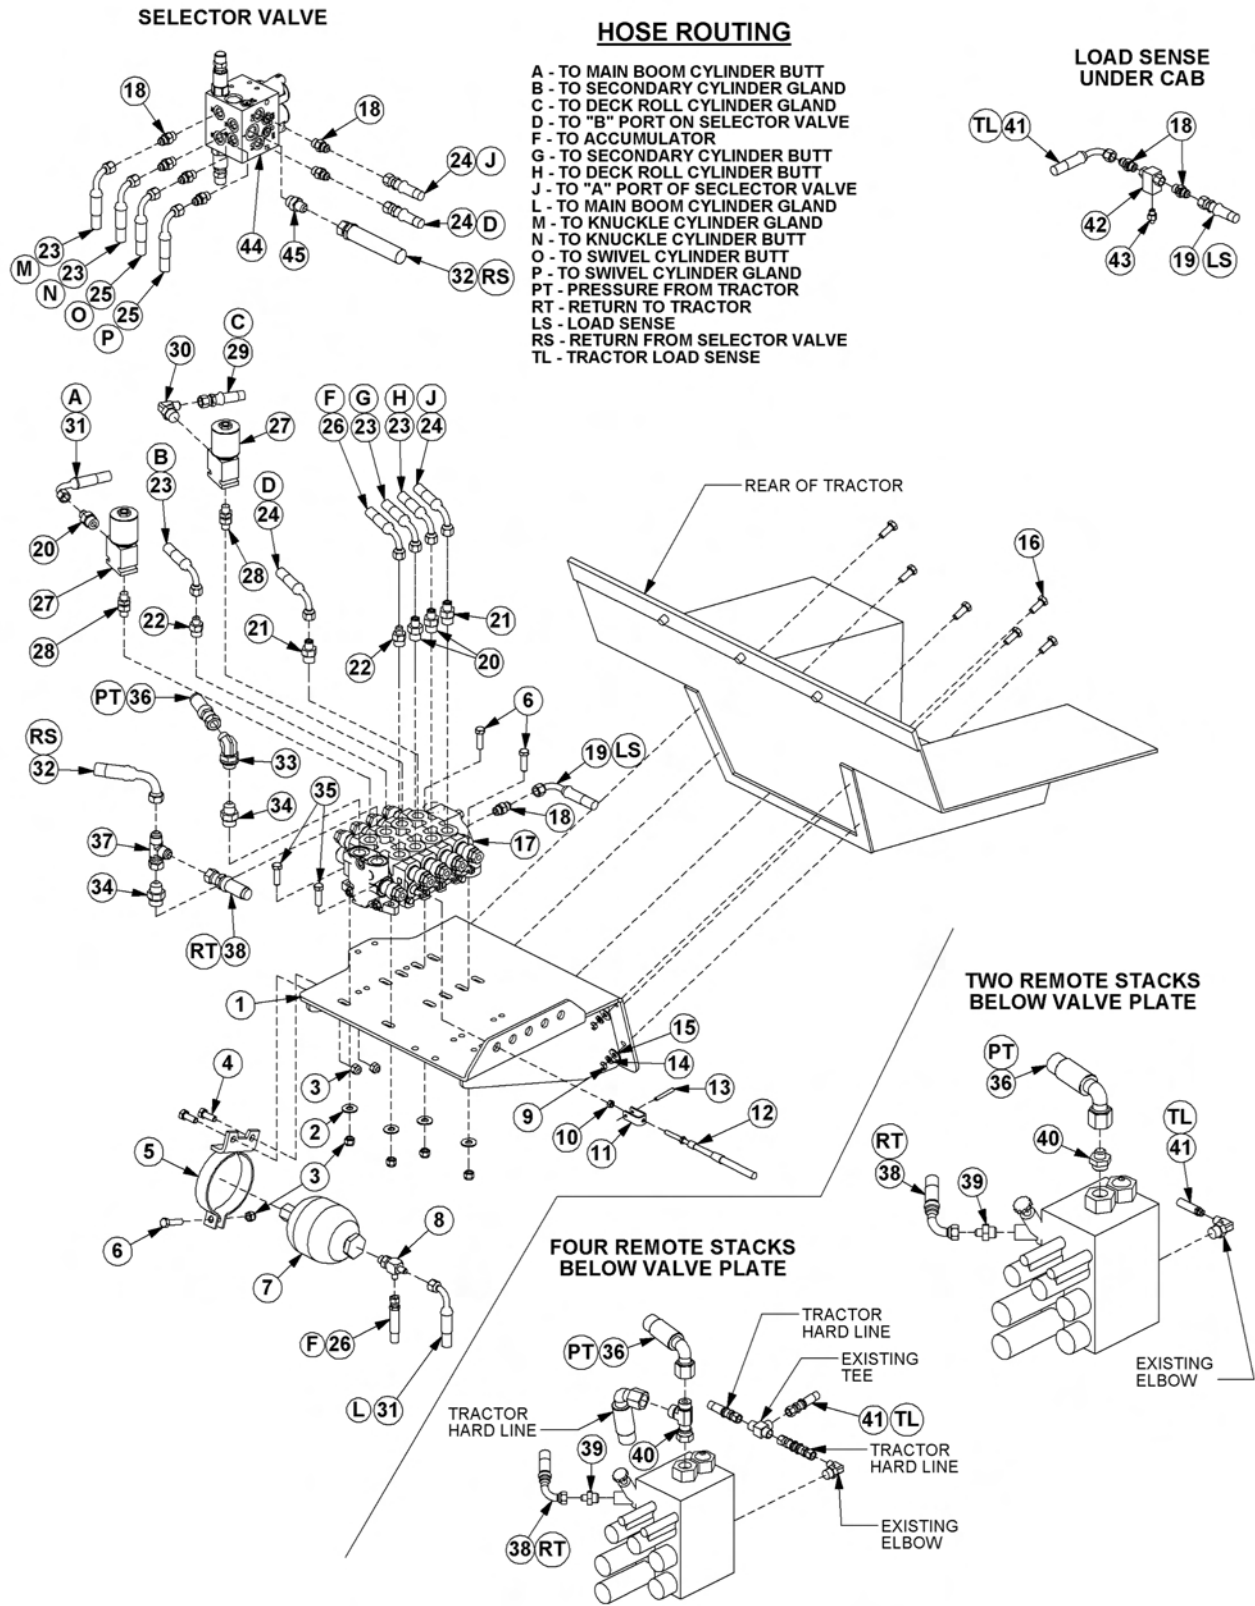 SELECTOR VALVE
HOSE ROUTING
A - TO MAIN BOOM CYLINDER BUTT
B - TO SECONDARY CYLINDER GLAND
C - TO DECK ROLL CYLINDER GLAND
D - TO "B" PORT ON SELECTOR VALVE
F - TO ACCUMULATOR
G - TO SECONDARY CYLINDER BUTT
H - TO DECK ROLL CYLINDER BUTT
J - TO "A" PORT OF SECLECTOR VALVE
L - TO MAIN BOOM CYLINDER GLAND
M - TO KNUCKLE CYLINDER GLAND
N - TO KNUCKLE CYLINDER BUTT
O - TO SWIVEL CYLINDER BUTT
P - TO SWIVEL CYLINDER GLAND
PT - PRESSURE FROM TRACTOR
RT - RETURN TO TRACTOR
LS - LOAD SENSE
RS - RETURN FROM SELECTOR VALVE
TL - TRACTOR LOAD SENSE
LOAD SENSE
UNDER CAB
18
18
24 J
24 D
32 RS
44
45
M 23
N 23
O 25
P 25
TL 41
18
42
43
19 LS
C
29
30
27
A
31
B
23
20
27
28
22
28
D
24
21
F G H J
26 23 23 24
22
20
21
REAR OF TRACTOR
16
PT 36
33
RS
32
34
37
34
RT 38
35
6
19 LS
18
17
1
15
14
13
12
11
10
9
3
2
3
4
5
6
7
8
F 26
L 31
TWO REMOTE STACKS
BELOW VALVE PLATE
PT
36
40
TL
41
RT
38
39
EXISTING
ELBOW
FOUR REMOTE STACKS
BELOW VALVE PLATE
PT 36
TRACTOR
HARD LINE
EXISTING
TEE
41 TL
TRACTOR
HARD LINE
40
39
TRACTOR
HARD LINE
38 RT
EXISTING
ELBOW